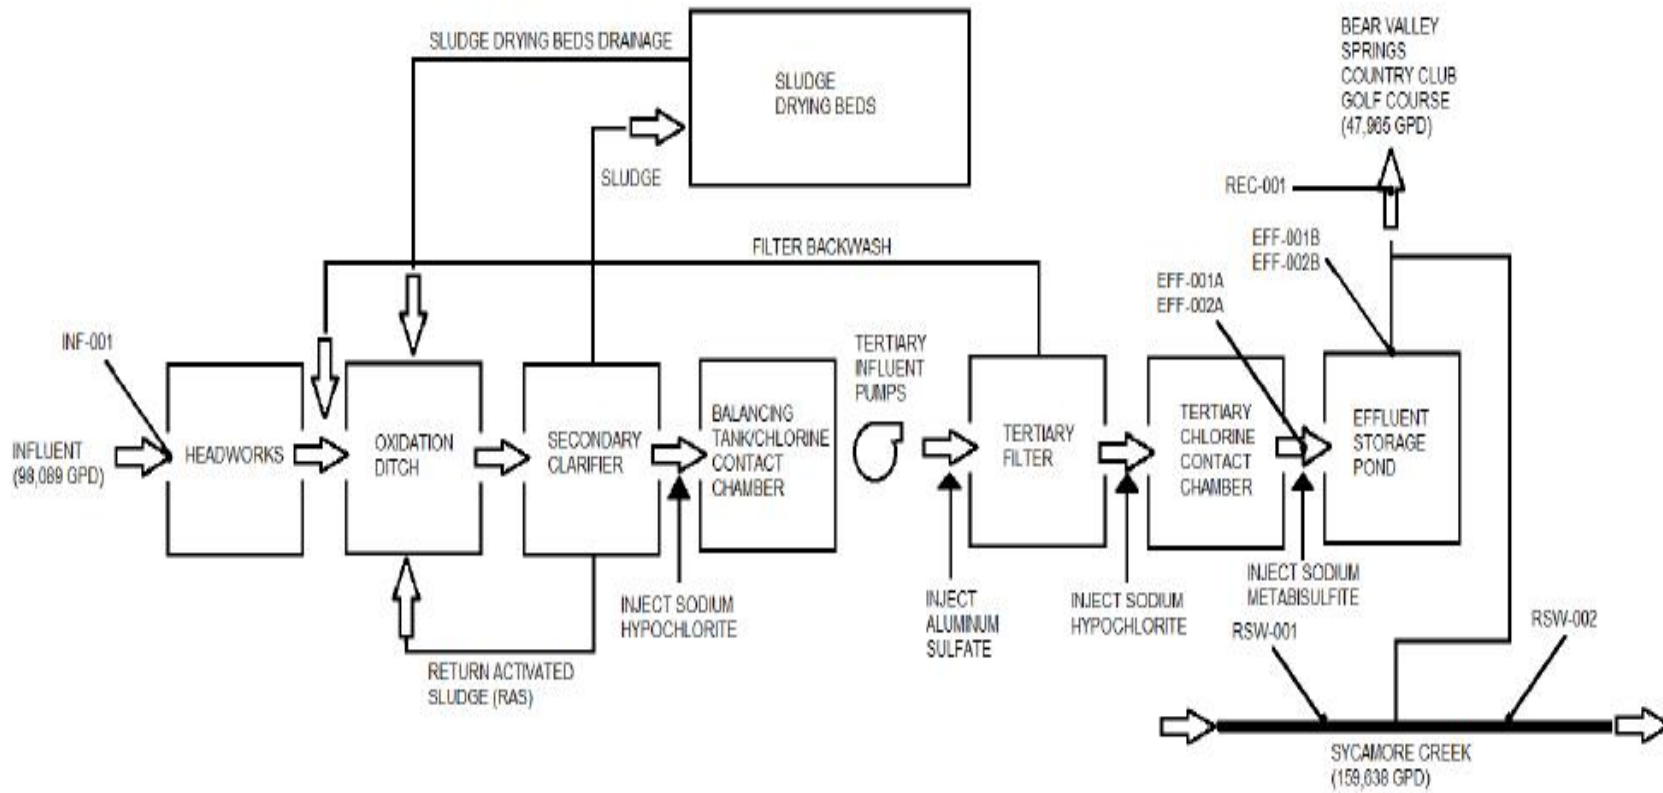 SLUDGE DRYING BEDS DRAINAGE
SLUDGE
DRYING BEDS
BEAR VALLEY
SPRINGS
COUNTRY CLUB
GOLF COURSE
(47,965 GPD)
SLUDGE
REC-001
FILTER BACKWASH
EFF-001B
EFF-002B
EFF-001A
EFF-002A
INF-001
TERTIARY
INFLUENT
PUMPS
INFLUENT
(98,089 GPD)
HEADWORKS
OXIDATION
DITCH
SECONDARY
CLARIFIER
BALANCING
TANK/CHLORINE
CONTACT
CHAMBER
TERTIARY
FILTER
TERTIARY
CHLORINE
CONTACT
CHAMBER
EFFLUENT
STORAGE
POND
INJECT SODIUM
HYPOCHLORITE
INJECT
ALUMINUM
SULFATE
INJECT SODIUM
HYPOCHLORITE
INJECT SODIUM
METABISULFITE
RETURN ACTIVATED
SLUDGE (RAS)
RSW-001
RSW-002
SYCAMORE CREEK
(159,638 GPD)